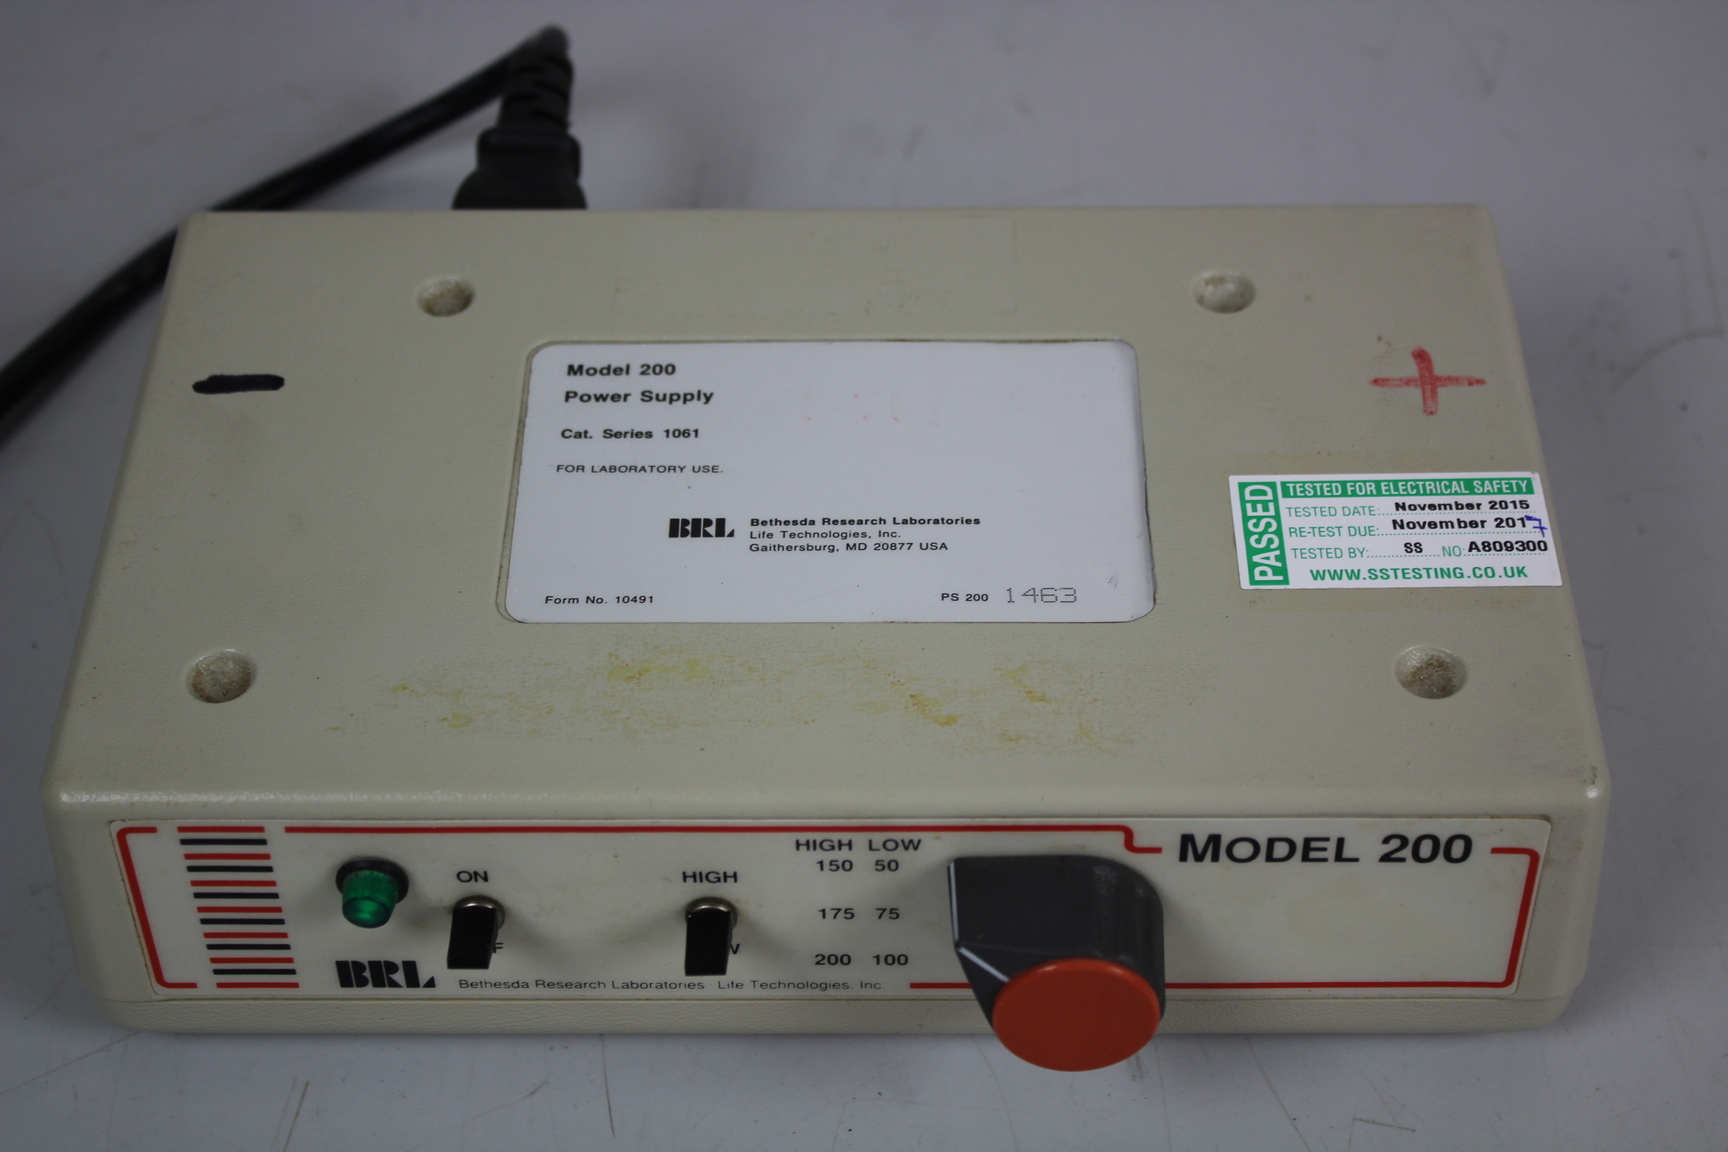 Model 200
Power Supply
Cat. Series 1061
FOR LABORATORY USE.
BRL
Bethesda Research Laboratories
Life Technologies, Inc.
Gaithersburg, MD 20877 USA
Form No. 10491
PS 200 1463
−
+
PASSED
TESTED FOR ELECTRICAL SAFETY
TESTED DATE: November 2015
RE-TEST DUE: November 2017
TESTED BY: SS NO: A809300
WWW.SSTESTING.CO.UK
ON
HIGH
HIGH LOW
150 50
175 75
200 100
MODEL 200
BRL
Bethesda Research Laboratories · Life Technologies, Inc.